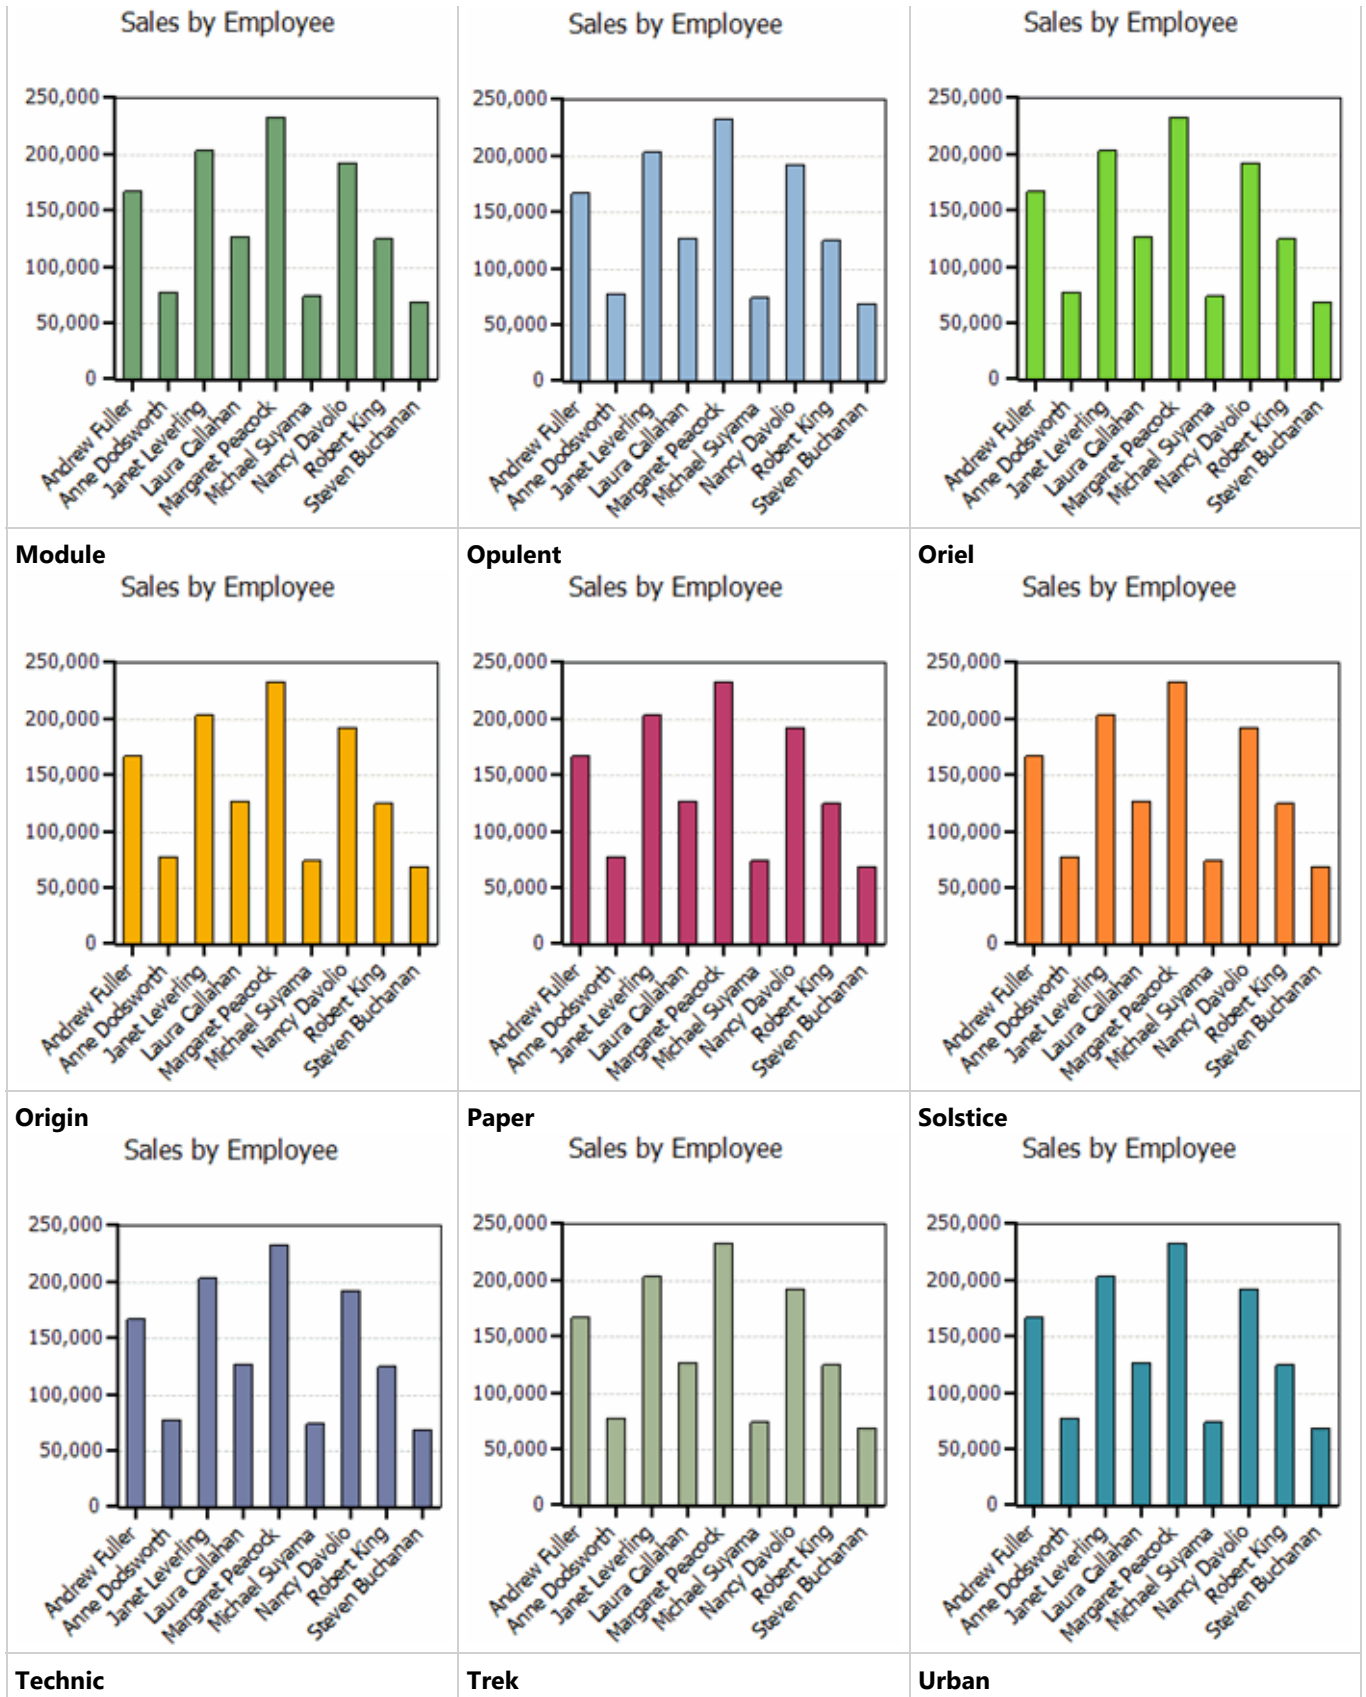 Sales by Employee
250,000
200,000
150,000
100,000
50,000
0
Andrew Fuller
Anne Dodsworth
Janet Leverling
Laura Callahan
Margaret Peacock
Michael Suyama
Nancy Davolio
Robert King
Steven Buchanan
Sales by Employee
250,000
200,000
150,000
100,000
50,000
0
Andrew Fuller
Anne Dodsworth
Janet Leverling
Laura Callahan
Margaret Peacock
Michael Suyama
Nancy Davolio
Robert King
Steven Buchanan
Sales by Employee
250,000
200,000
150,000
100,000
50,000
0
Andrew Fuller
Anne Dodsworth
Janet Leverling
Laura Callahan
Margaret Peacock
Michael Suyama
Nancy Davolio
Robert King
Steven Buchanan
Module
Sales by Employee
250,000
200,000
150,000
100,000
50,000
0
Andrew Fuller
Anne Dodsworth
Janet Leverling
Laura Callahan
Margaret Peacock
Michael Suyama
Nancy Davolio
Robert King
Steven Buchanan
Opulent
Sales by Employee
250,000
200,000
150,000
100,000
50,000
0
Andrew Fuller
Anne Dodsworth
Janet Leverling
Laura Callahan
Margaret Peacock
Michael Suyama
Nancy Davolio
Robert King
Steven Buchanan
Oriel
Sales by Employee
250,000
200,000
150,000
100,000
50,000
0
Andrew Fuller
Anne Dodsworth
Janet Leverling
Laura Callahan
Margaret Peacock
Michael Suyama
Nancy Davolio
Robert King
Steven Buchanan
Origin
Sales by Employee
250,000
200,000
150,000
100,000
50,000
0
Andrew Fuller
Anne Dodsworth
Janet Leverling
Laura Callahan
Margaret Peacock
Michael Suyama
Nancy Davolio
Robert King
Steven Buchanan
Paper
Sales by Employee
250,000
200,000
150,000
100,000
50,000
0
Andrew Fuller
Anne Dodsworth
Janet Leverling
Laura Callahan
Margaret Peacock
Michael Suyama
Nancy Davolio
Robert King
Steven Buchanan
Solstice
Sales by Employee
250,000
200,000
150,000
100,000
50,000
0
Andrew Fuller
Anne Dodsworth
Janet Leverling
Laura Callahan
Margaret Peacock
Michael Suyama
Nancy Davolio
Robert King
Steven Buchanan
Technic
Trek
Urban